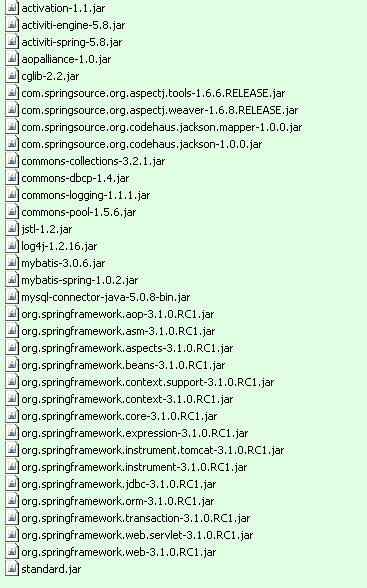 activation-1.1.jar
activiti-engine-5.8.jar
activiti-spring-5.8.jar
aopalliance-1.0.jar
cglib-2.2.jar
com.springsource.org.aspectj.tools-1.6.6.RELEASE.jar
com.springsource.org.aspectj.weaver-1.6.8.RELEASE.jar
com.springsource.org.codehaus.jackson.mapper-1.0.0.jar
com.springsource.org.codehaus.jackson-1.0.0.jar
commons-collections-3.2.1.jar
commons-dbcp-1.4.jar
commons-logging-1.1.1.jar
commons-pool-1.5.6.jar
jstl-1.2.jar
log4j-1.2.16.jar
mybatis-3.0.6.jar
mybatis-spring-1.0.2.jar
mysql-connector-java-5.0.8-bin.jar
org.springframework.aop-3.1.0.RC1.jar
org.springframework.asm-3.1.0.RC1.jar
org.springframework.aspects-3.1.0.RC1.jar
org.springframework.beans-3.1.0.RC1.jar
org.springframework.context.support-3.1.0.RC1.jar
org.springframework.context-3.1.0.RC1.jar
org.springframework.core-3.1.0.RC1.jar
org.springframework.expression-3.1.0.RC1.jar
org.springframework.instrument.tomcat-3.1.0.RC1.jar
org.springframework.instrument-3.1.0.RC1.jar
org.springframework.jdbc-3.1.0.RC1.jar
org.springframework.orm-3.1.0.RC1.jar
org.springframework.transaction-3.1.0.RC1.jar
org.springframework.web.servlet-3.1.0.RC1.jar
org.springframework.web-3.1.0.RC1.jar
standard.jar